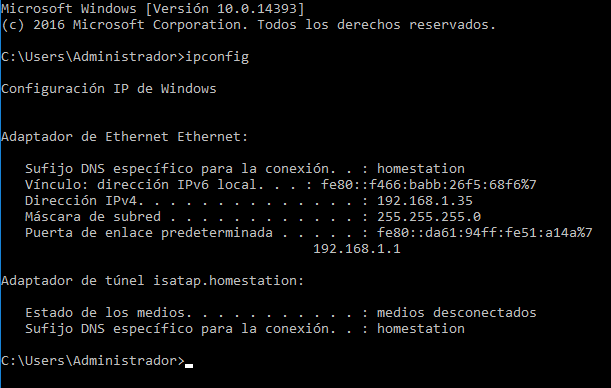 Microsoft Windows [Versión 10.0.14393]
(c) 2016 Microsoft Corporation. Todos los derechos reservados.
C:\Users\Administrador>ipconfig
Configuración IP de Windows
Adaptador de Ethernet Ethernet:
Sufijo DNS específico para la conexión. . : homestation
Vínculo: dirección IPv6 local. . . : fe80::f466:babb:26f5:68f6%7
Dirección IPv4. . . . . . . . . . . . . . : 192.168.1.35
Máscara de subred . . . . . . . . . . . . : 255.255.255.0
Puerta de enlace predeterminada . . . . . : fe80::da61:94ff:fe51:a14a%7
192.168.1.1
Adaptador de túnel isatap.homestation:
Estado de los medios. . . . . . . . . . . : medios desconectados
Sufijo DNS específico para la conexión. . : homestation
C:\Users\Administrador>